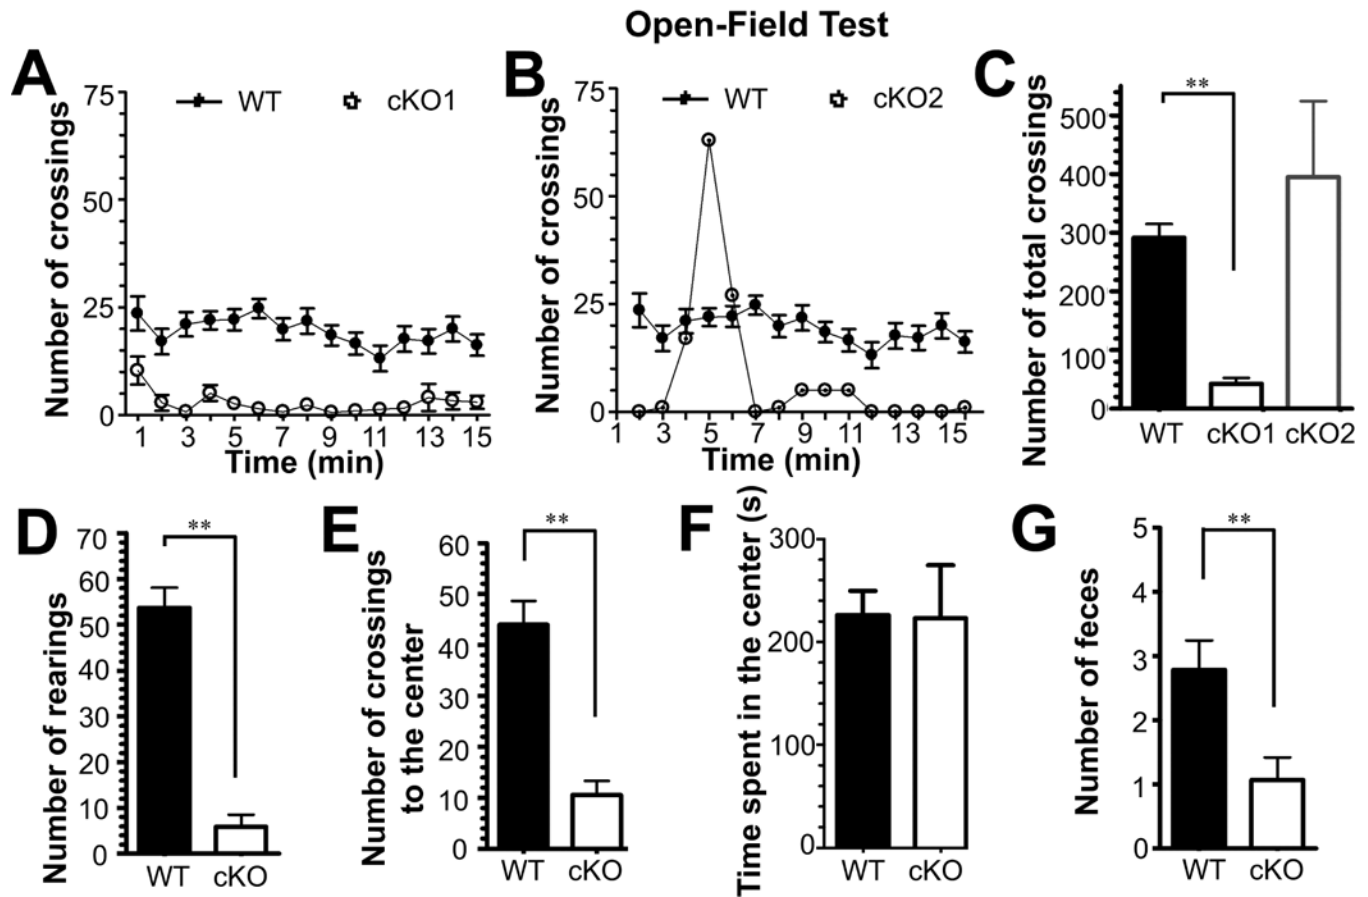 Open-Field Test
A
Number of crossings
75
50
25
0
WT
cKO1
1 3 5 7 9 11 13 15
Time (min)
B
Number of crossings
75
50
25
0
WT
cKO2
1 3 5 7 9 11 13 15
Time (min)
C
Number of total crossings
500
400
300
200
100
0
**
WT cKO1 cKO2
D
Number of rearings
70
60
50
40
30
20
10
0
**
WT cKO
E
Number of crossings
to the center
60
50
40
30
20
10
0
**
WT cKO
F
Time spent in the center (s)
300
200
100
0
WT cKO
G
Number of feces
5
4
3
2
1
0
**
WT cKO